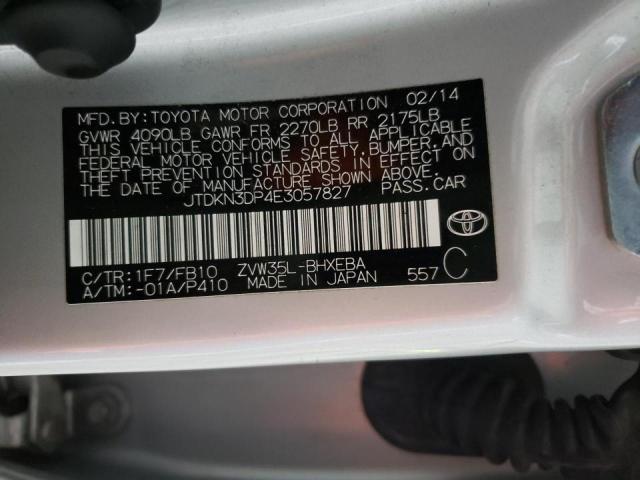 MFD.BY:TOYOTA MOTOR CORPORATION 02/14
GVWR 4090LB GAWR FR 2270LB RR 2175LB
THIS VEHICLE CONFORMS TO ALL APPLICABLE
FEDERAL MOTOR VEHICLE SAFETY, BUMPER, AND
THEFT PREVENTION STANDARDS IN EFFECT ON
THE DATE OF MANUFACTURE SHOWN ABOVE.
JTDKN3DP4E3057827 PASS.CAR
C/TR:1F7/FB10 ZVW35L-BHXEBA
A/TM:-01A/P410 MADE IN JAPAN 557 C